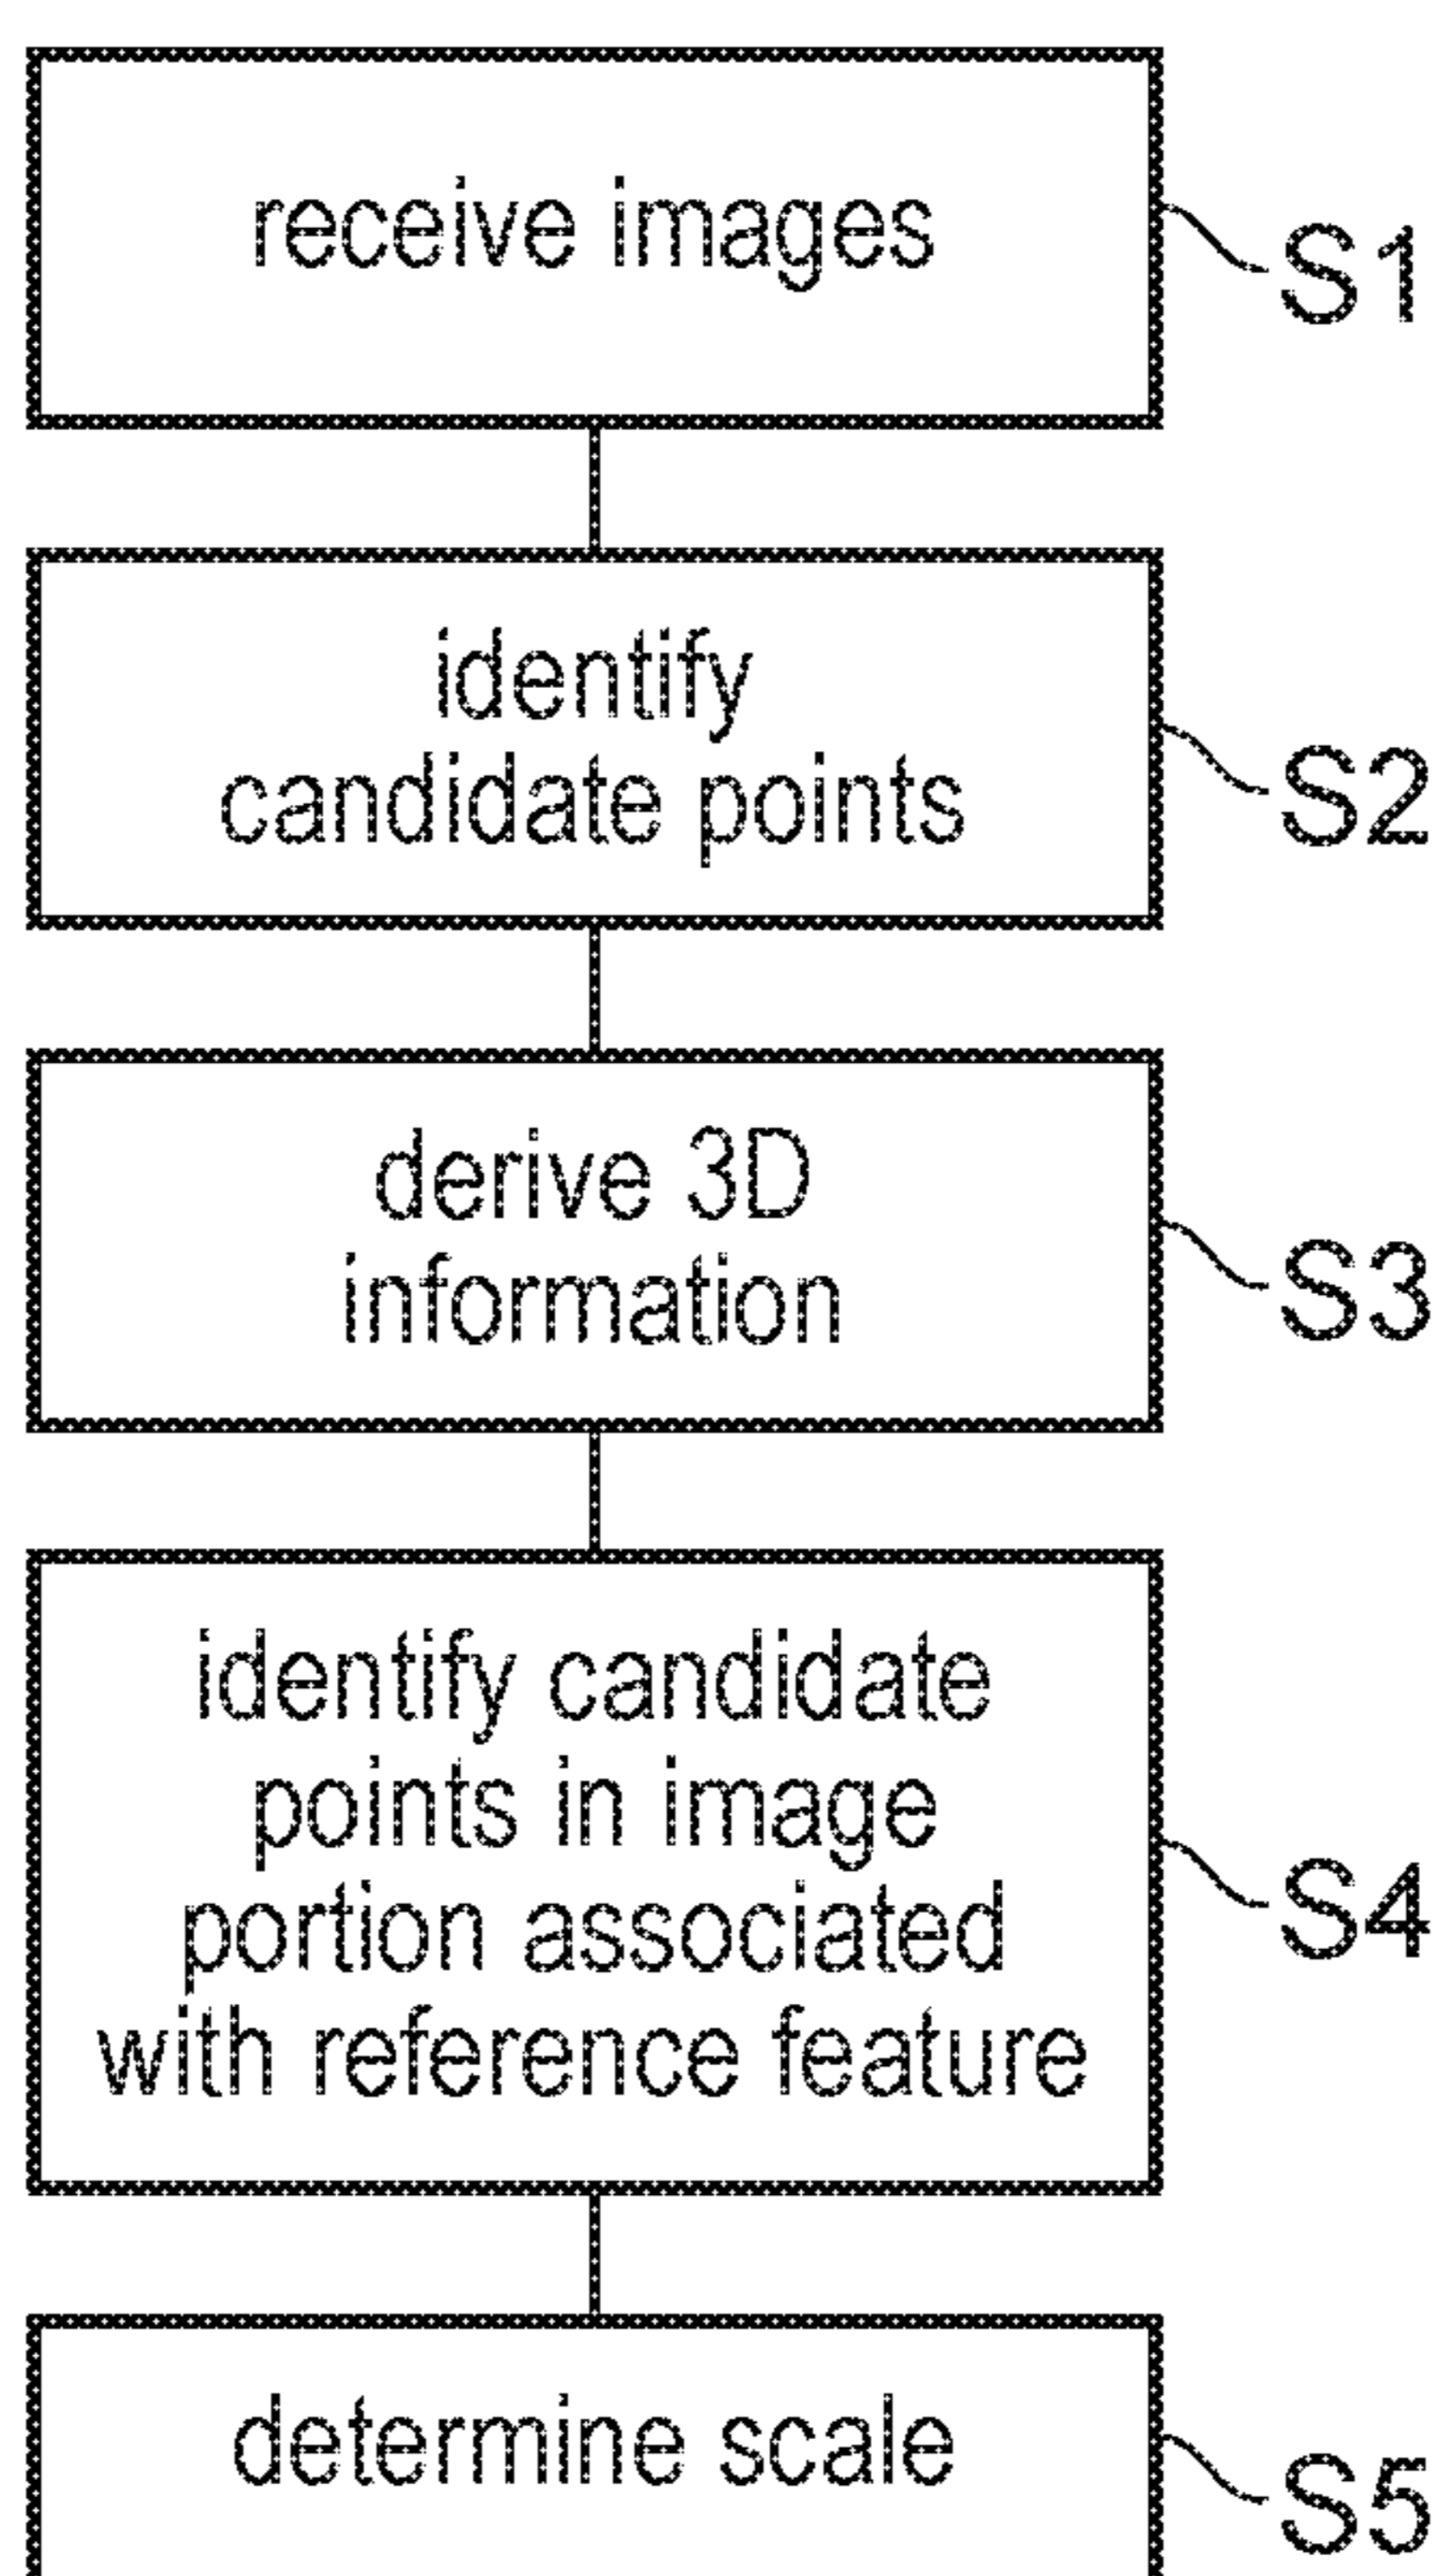 receive images
S1
identify
candidate points
S2
derive 3D
information
S3
identify candidate
points in image
portion associated
with reference feature
S4
determine scale
S5